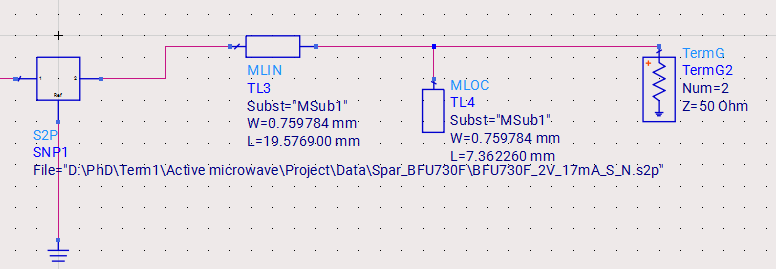 1
2
Ref
S2P
SNP1
File="D:\PhD\Term1\Active microwave\Project\Data\Spar_BFU730F\BFU730F_2V_17mA_S_N.s2p"
MLIN
TL3
Subst="MSub1"
W=0.759784 mm
L=19.576900 mm
MLOC
TL4
Subst="MSub1"
W=0.759784 mm
L=7.362260 mm
TermG
TermG2
Num=2
Z=50 Ohm